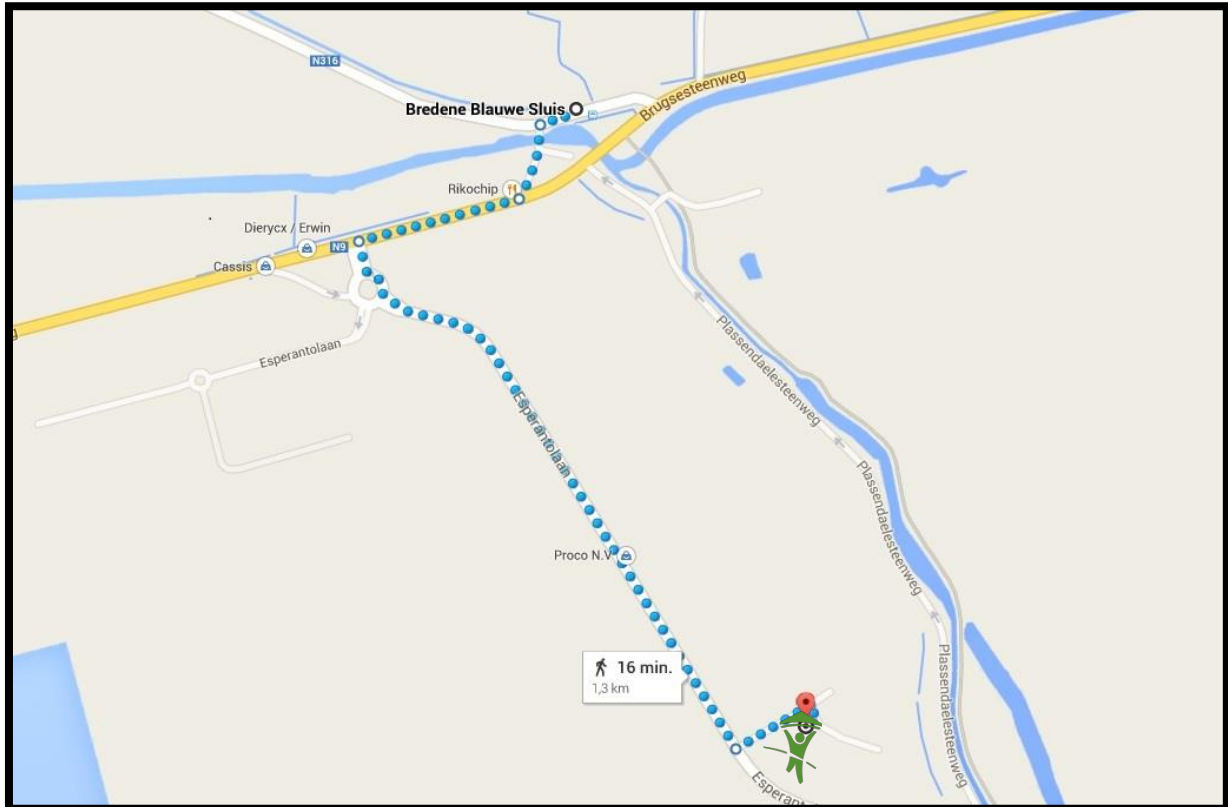 N316
Brugsesteenweg
Bredene Blauwe Sluis
Rikochip
Dierycx / Erwin
N9
Cassis
Esperantolaan
Plassendaelesteenweg
Esperantolaan
Plassendaelesteenweg
Proco N.V
16 min.
1,3 km
Plassendaelesteenweg